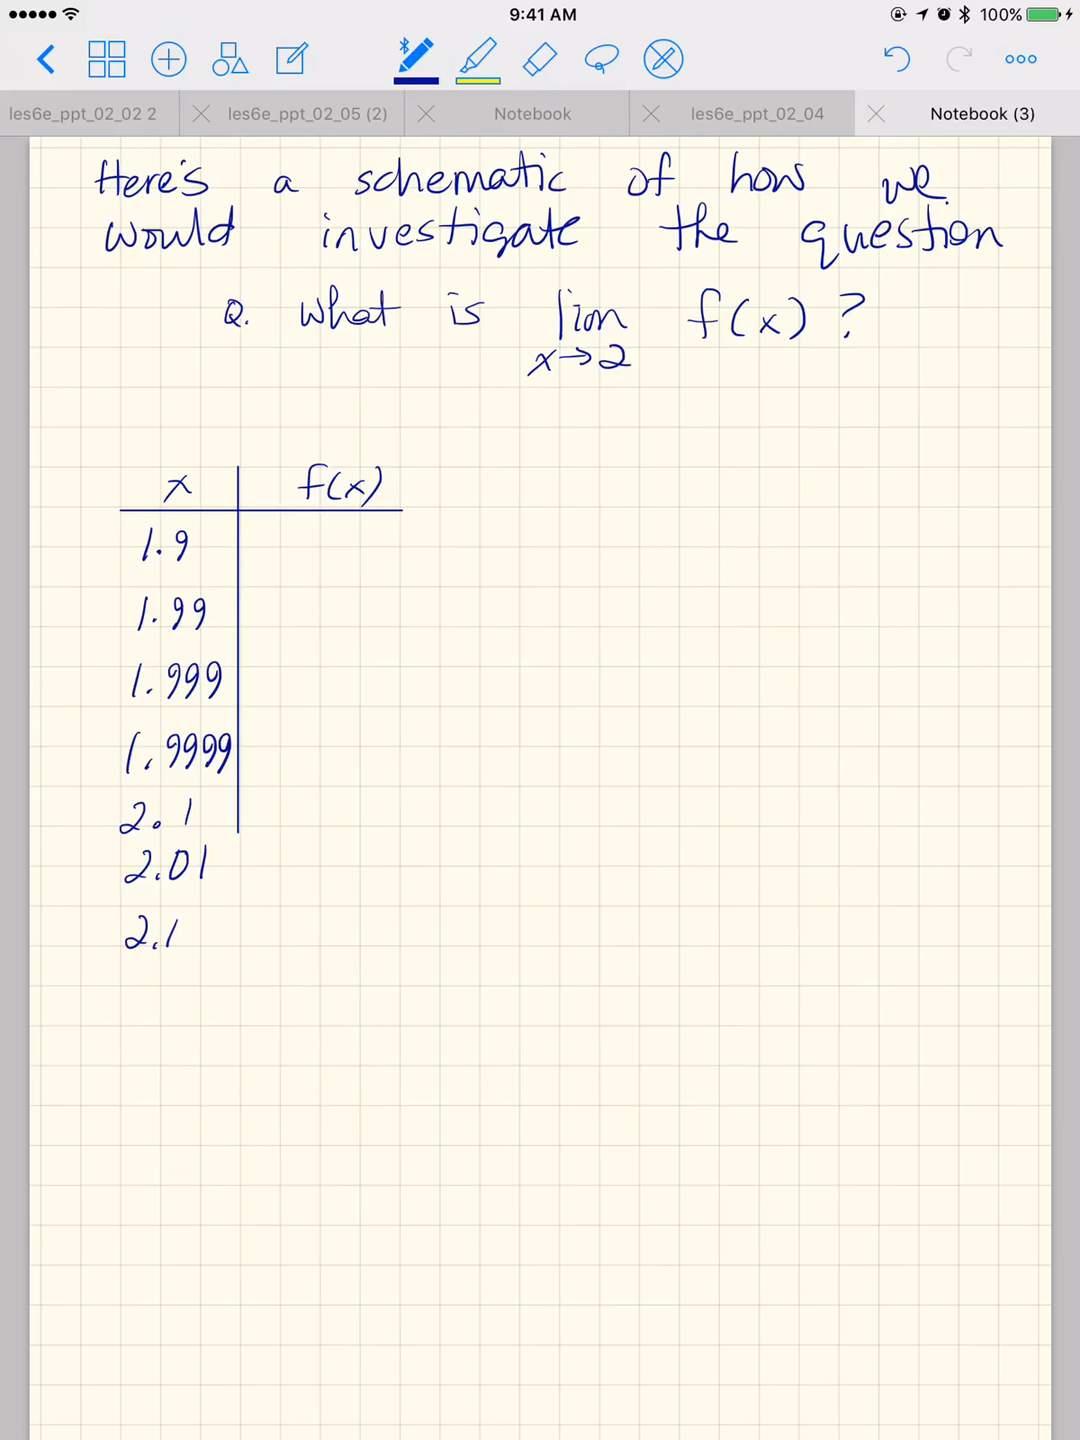 9:41 AM 100%
les6e_ppt_02_02 2 les6e_ppt_02_05 (2) Notebook les6e_ppt_02_04 Notebook (3)
Here's a schematic of how we
would investigate the question
Q. what is lim f(x) ?
x→2
x f(x)
1.9
1.99
1.999
1.9999
2.1
2.01
2.1